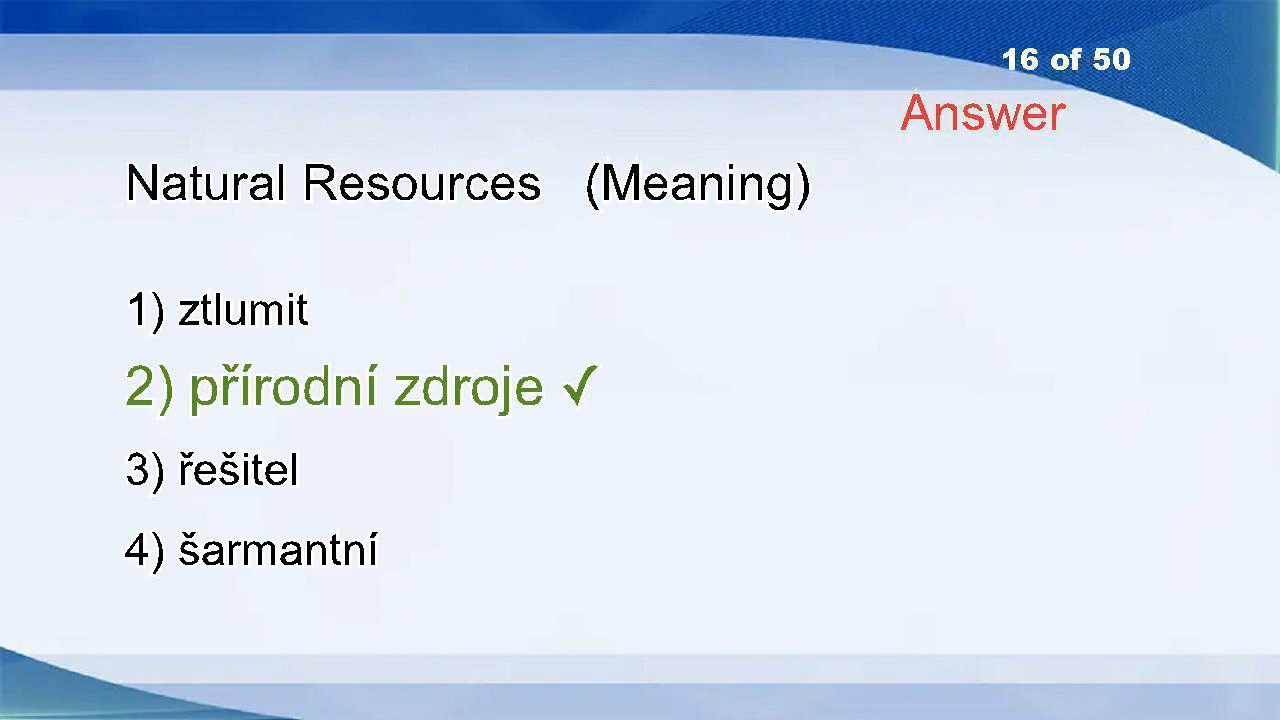 16 of 50
Answer
Natural Resources (Meaning)
1) ztlumit
2) přírodní zdroje ✓
3) řešitel
4) šarmantní